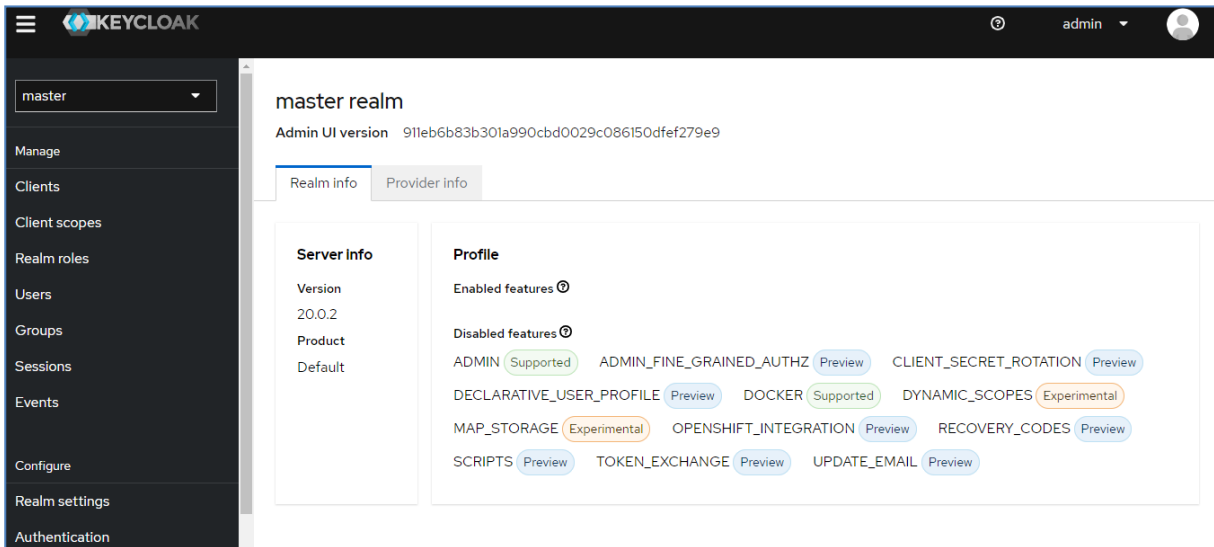 KEYCLOAK
admin
master
Manage
Clients
Client scopes
Realm roles
Users
Groups
Sessions
Events
Configure
Realm settings
Authentication
master realm
Admin UI version 911eb6b83b301a990cbd0029c086150dfef279e9
Realm info Provider info
Server info
Version
20.0.2
Product
Default
Profile
Enabled features
Disabled features
ADMIN Supported ADMIN_FINE_GRAINED_AUTHZ Preview CLIENT_SECRET_ROTATION Preview
DECLARATIVE_USER_PROFILE Preview DOCKER Supported DYNAMIC_SCOPES Experimental
MAP_STORAGE Experimental OPENSHIFT_INTEGRATION Preview RECOVERY_CODES Preview
SCRIPTS Preview TOKEN_EXCHANGE Preview UPDATE_EMAIL Preview